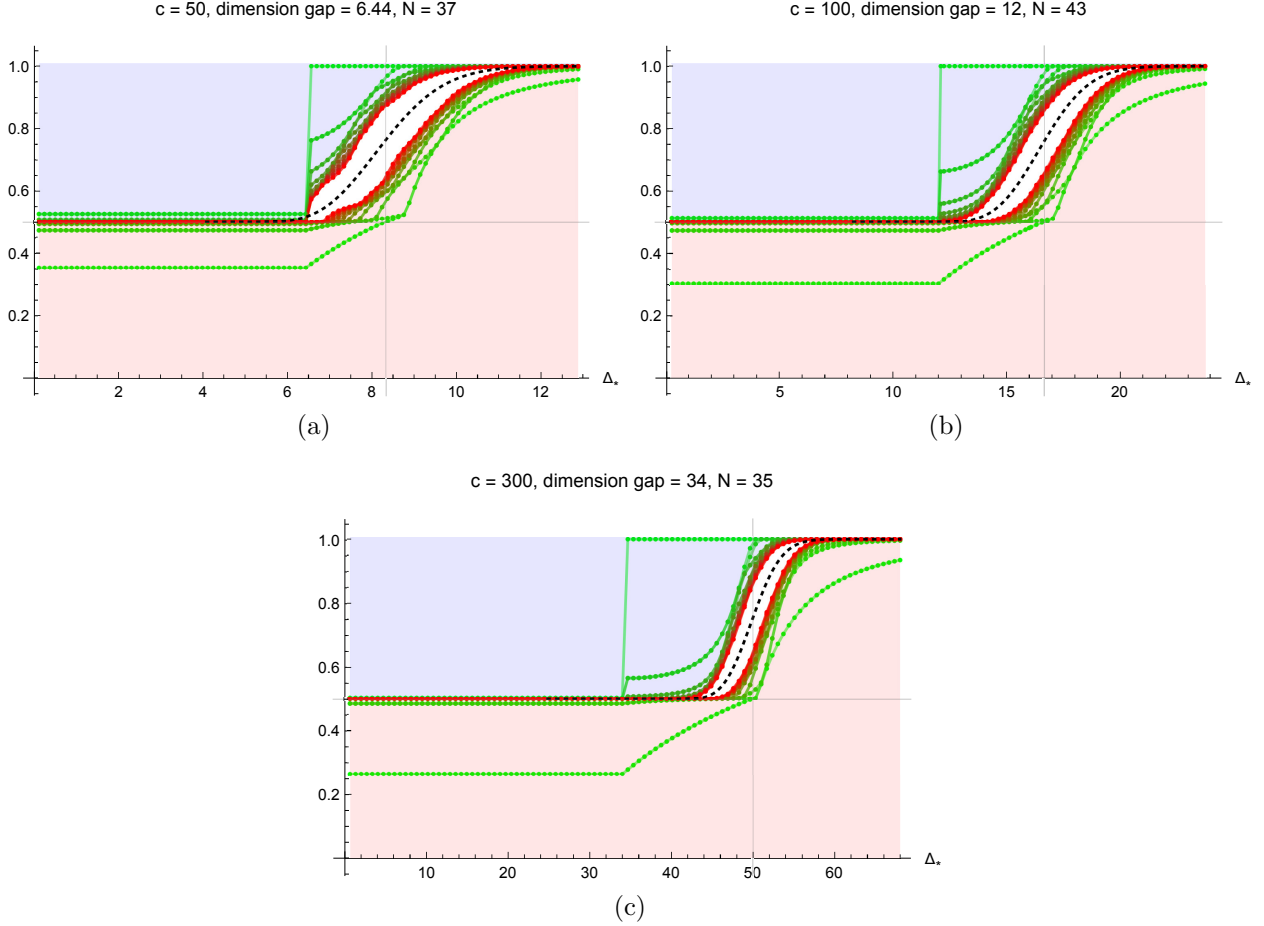 c = 50, dimension gap = 6.44, N = 37
1.0
0.8
0.6
0.4
0.2
2 4 6 8 10 12 Δ*
(a)
c = 100, dimension gap = 12, N = 43
1.0
0.8
0.6
0.4
0.2
5 10 15 20 Δ*
(b)
c = 300, dimension gap = 34, N = 35
1.0
0.8
0.6
0.4
0.2
10 20 30 40 50 60 Δ*
(c)